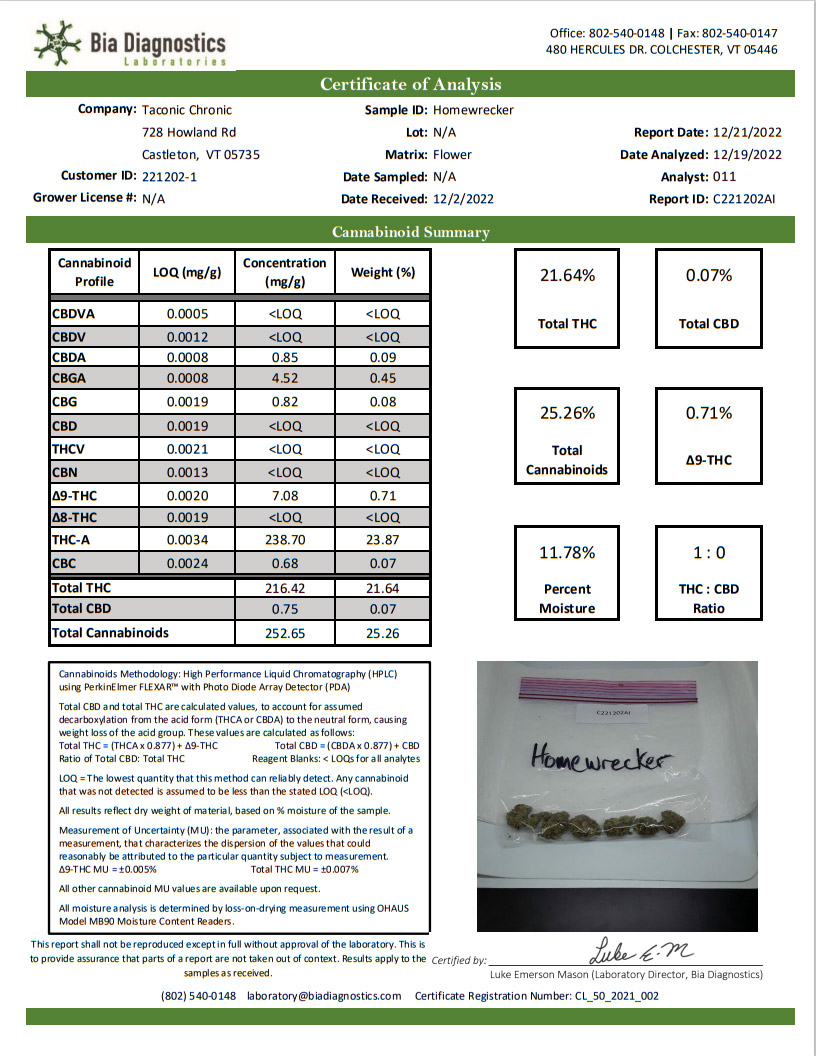 Bia Diagnostics
Laboratories
Office: 802-540-0148 | Fax: 802-540-0147
480 HERCULES DR. COLCHESTER, VT 05446
Certificate of Analysis
Company: Taconic Chronic
728 Howland Rd
Castleton, VT 05735
Customer ID: 221202-1
Grower License #: N/A
Sample ID: Homewrecker
Lot: N/A
Matrix: Flower
Date Sampled: N/A
Date Received: 12/2/2022
Report Date: 12/21/2022
Date Analyzed: 12/19/2022
Analyst: 011
Report ID: C221202AI
Cannabinoid Summary
Cannabinoid Profile LOQ (mg/g) Concentration (mg/g) Weight (%)
CBDVA 0.0005 <LOQ <LOQ
CBDV 0.0012 <LOQ <LOQ
CBDA 0.0008 0.85 0.09
CBGA 0.0008 4.52 0.45
CBG 0.0019 0.82 0.08
CBD 0.0019 <LOQ <LOQ
THCV 0.0021 <LOQ <LOQ
CBN 0.0013 <LOQ <LOQ
Δ9-THC 0.0020 7.08 0.71
Δ8-THC 0.0019 <LOQ <LOQ
THC-A 0.0034 238.70 23.87
CBC 0.0024 0.68 0.07
Total THC 216.42 21.64
Total CBD 0.75 0.07
Total Cannabinoids 252.65 25.26
21.64%
Total THC
0.07%
Total CBD
25.26%
Total
Cannabinoids
0.71%
Δ9-THC
11.78%
Percent
Moisture
1 : 0
THC : CBD
Ratio
Cannabinoids Methodology: High Performance Liquid Chromatography (HPLC)
using PerkinElmer FLEXAR™ with Photo Diode Array Detector (PDA)
Total CBD and total THC are calculated values, to account for assumed
decarboxylation from the acid form (THCA or CBDA) to the neutral form, causing
weight loss of the acid group. These values are calculated as follows:
Total THC = (THCA x 0.877) + Δ9-THC Total CBD = (CBDA x 0.877) + CBD
Ratio of Total CBD: Total THC Reagent Blanks: < LOQs for all analytes
LOQ = The lowest quantity that this method can reliably detect. Any cannabinoid
that was not detected is assumed to be less than the stated LOQ (<LOQ).
All results reflect dry weight of material, based on % moisture of the sample.
Measurement of Uncertainty (MU): the parameter, associated with the result of a
measurement, that characterizes the dispersion of the values that could
reasonably be attributed to the particular quantity subject to measurement.
Δ9-THC MU = ±0.005% Total THC MU = ±0.007%
All other cannabinoid MU values are available upon request.
All moisture analysis is determined by loss-on-drying measurement using OHAUS
Model MB90 Moisture Content Readers.
C221202AI
Homewrecker
This report shall not be reproduced except in full without approval of the laboratory. This is
to provide assurance that parts of a report are not taken out of context. Results apply to the
samples as received.
Certified by: Luke E. M
Luke Emerson Mason (Laboratory Director, Bia Diagnostics)
(802) 540-0148 laboratory@biadiagnostics.com Certificate Registration Number: CL_50_2021_002